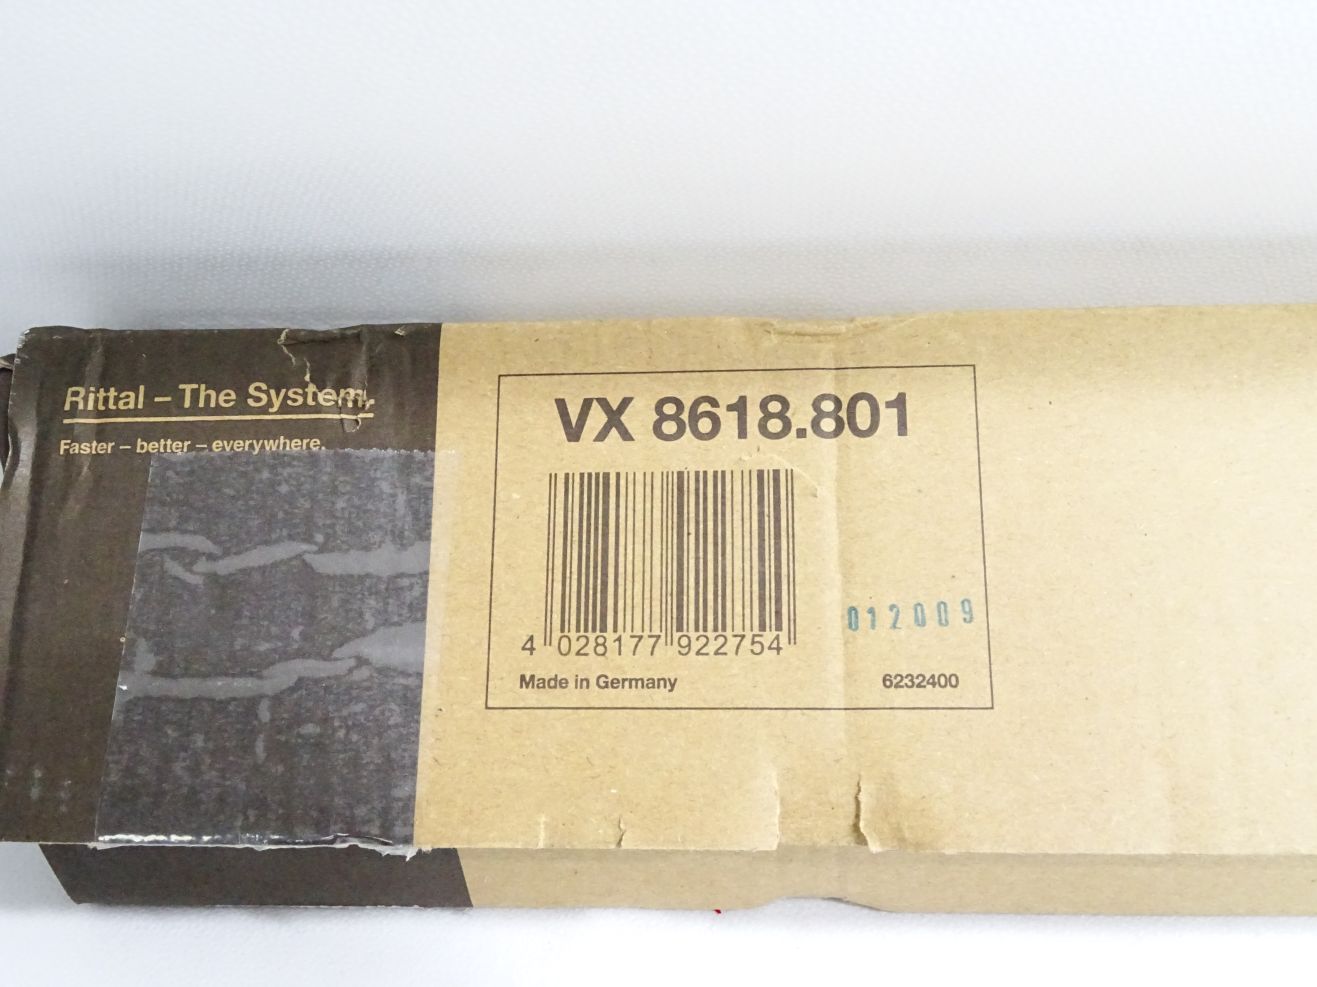 Rittal – The System.
Faster – better – everywhere.
VX 8618.801
4 028177 922754
012009
Made in Germany
6232400